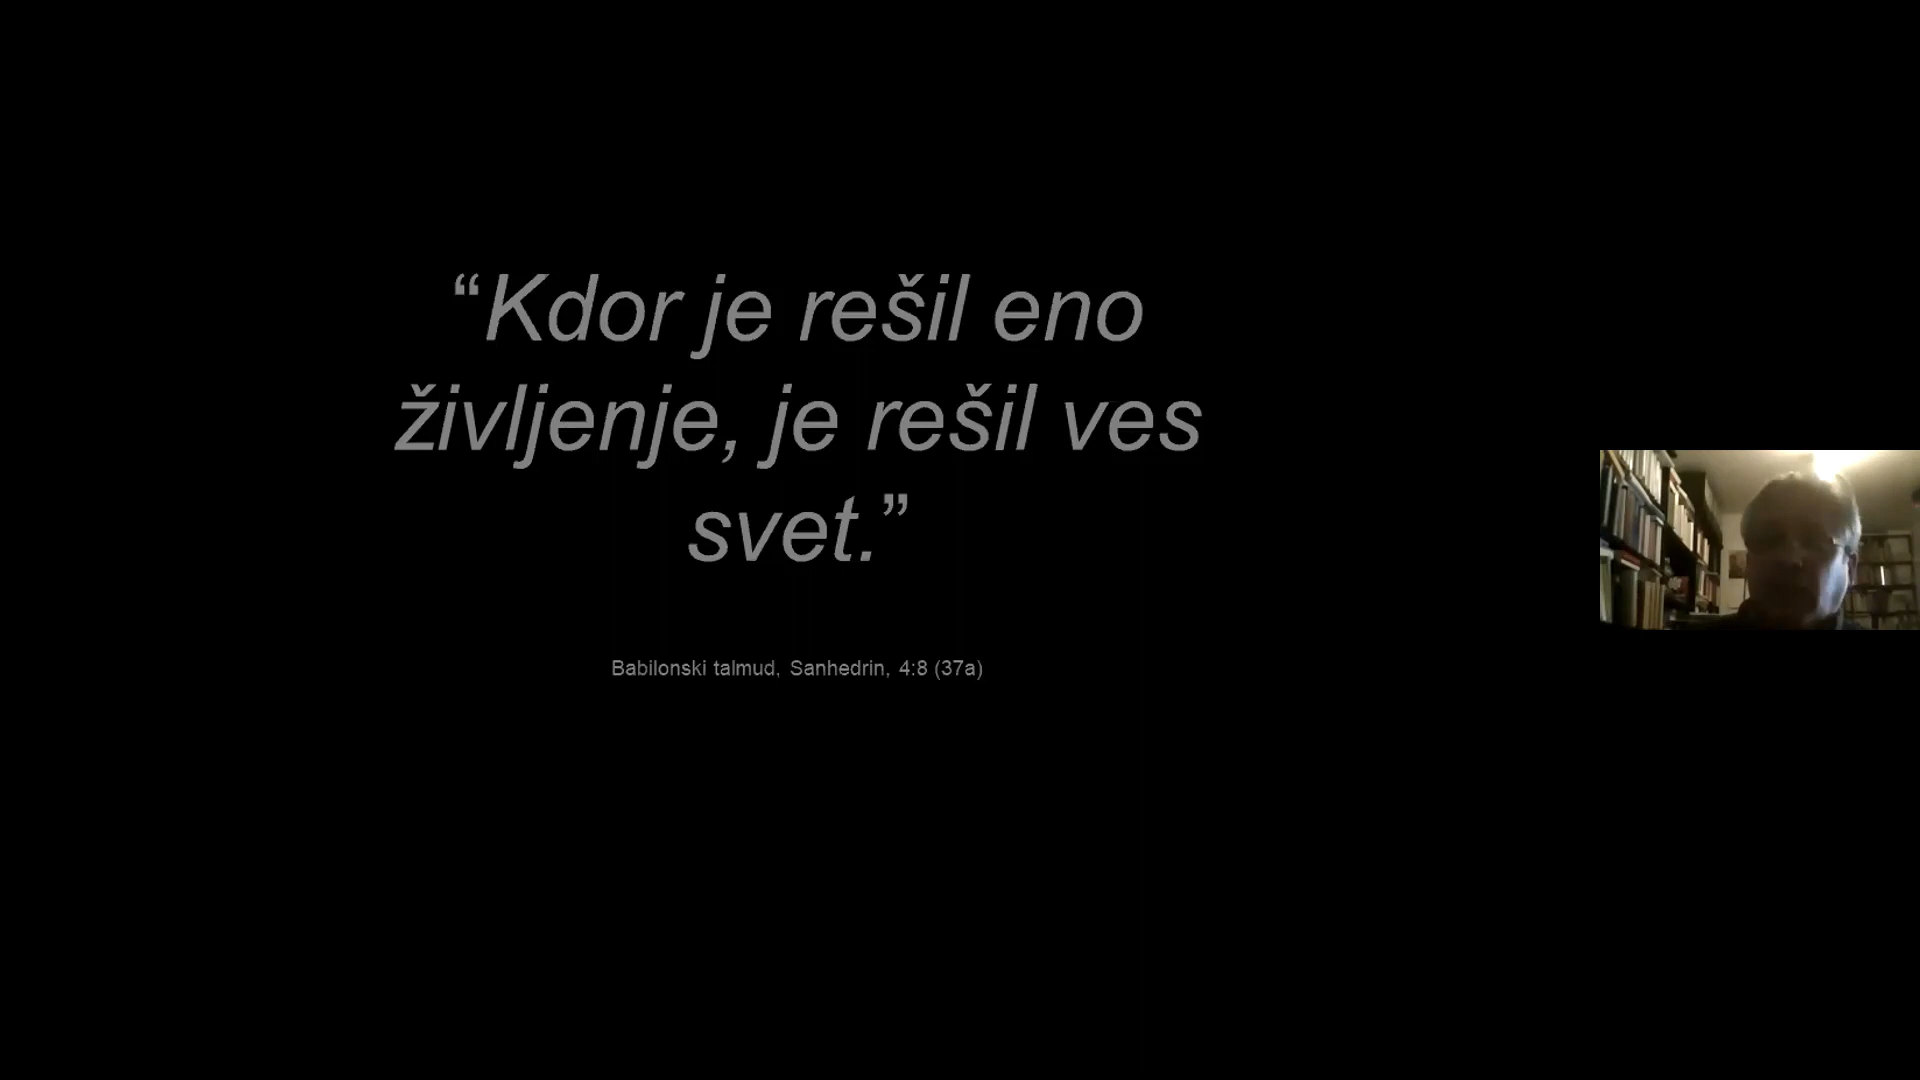 “Kdor je rešil eno
življenje, je rešil ves
svet.”
Babilonski talmud, Sanhedrin, 4:8 (37a)